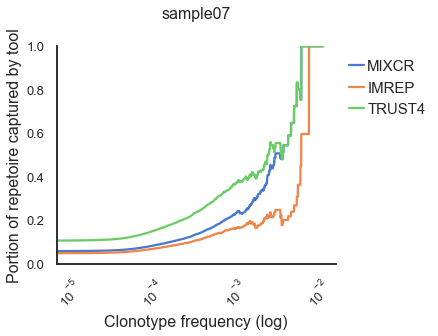 sample07
Portion of repetoire captured by tool
1.0
0.8
0.6
0.4
0.2
0.0
10⁻⁵
10⁻⁴
10⁻³
10⁻²
Clonotype frequency (log)
MIXCR
IMREP
TRUST4